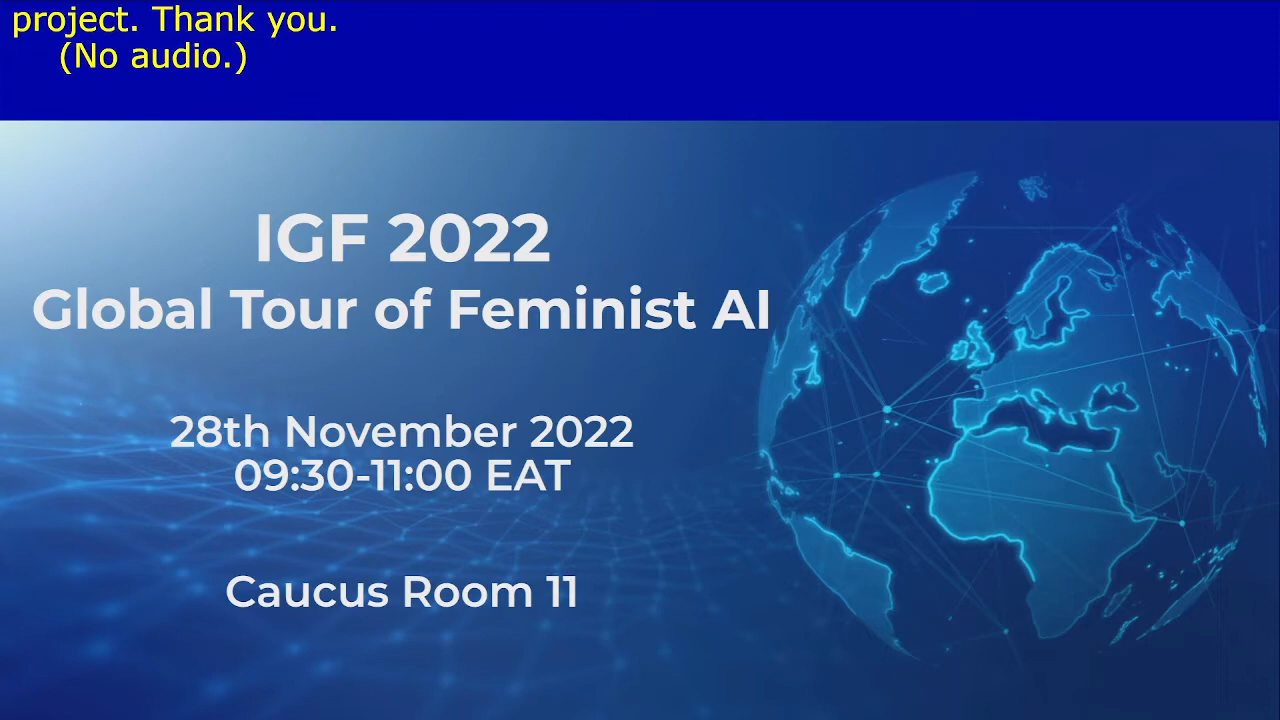 project. Thank you.
(No audio.)
IGF 2022
Global Tour of Feminist AI
28th November 2022
09:30-11:00 EAT
Caucus Room 11